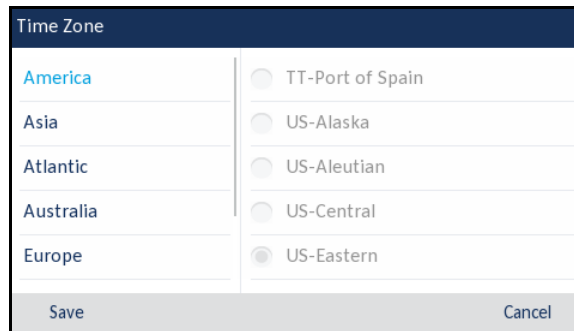 Time Zone
America
TT-Port of Spain
Asia
US-Alaska
Atlantic
US-Aleutian
Australia
US-Central
Europe
US-Eastern
Save
Cancel